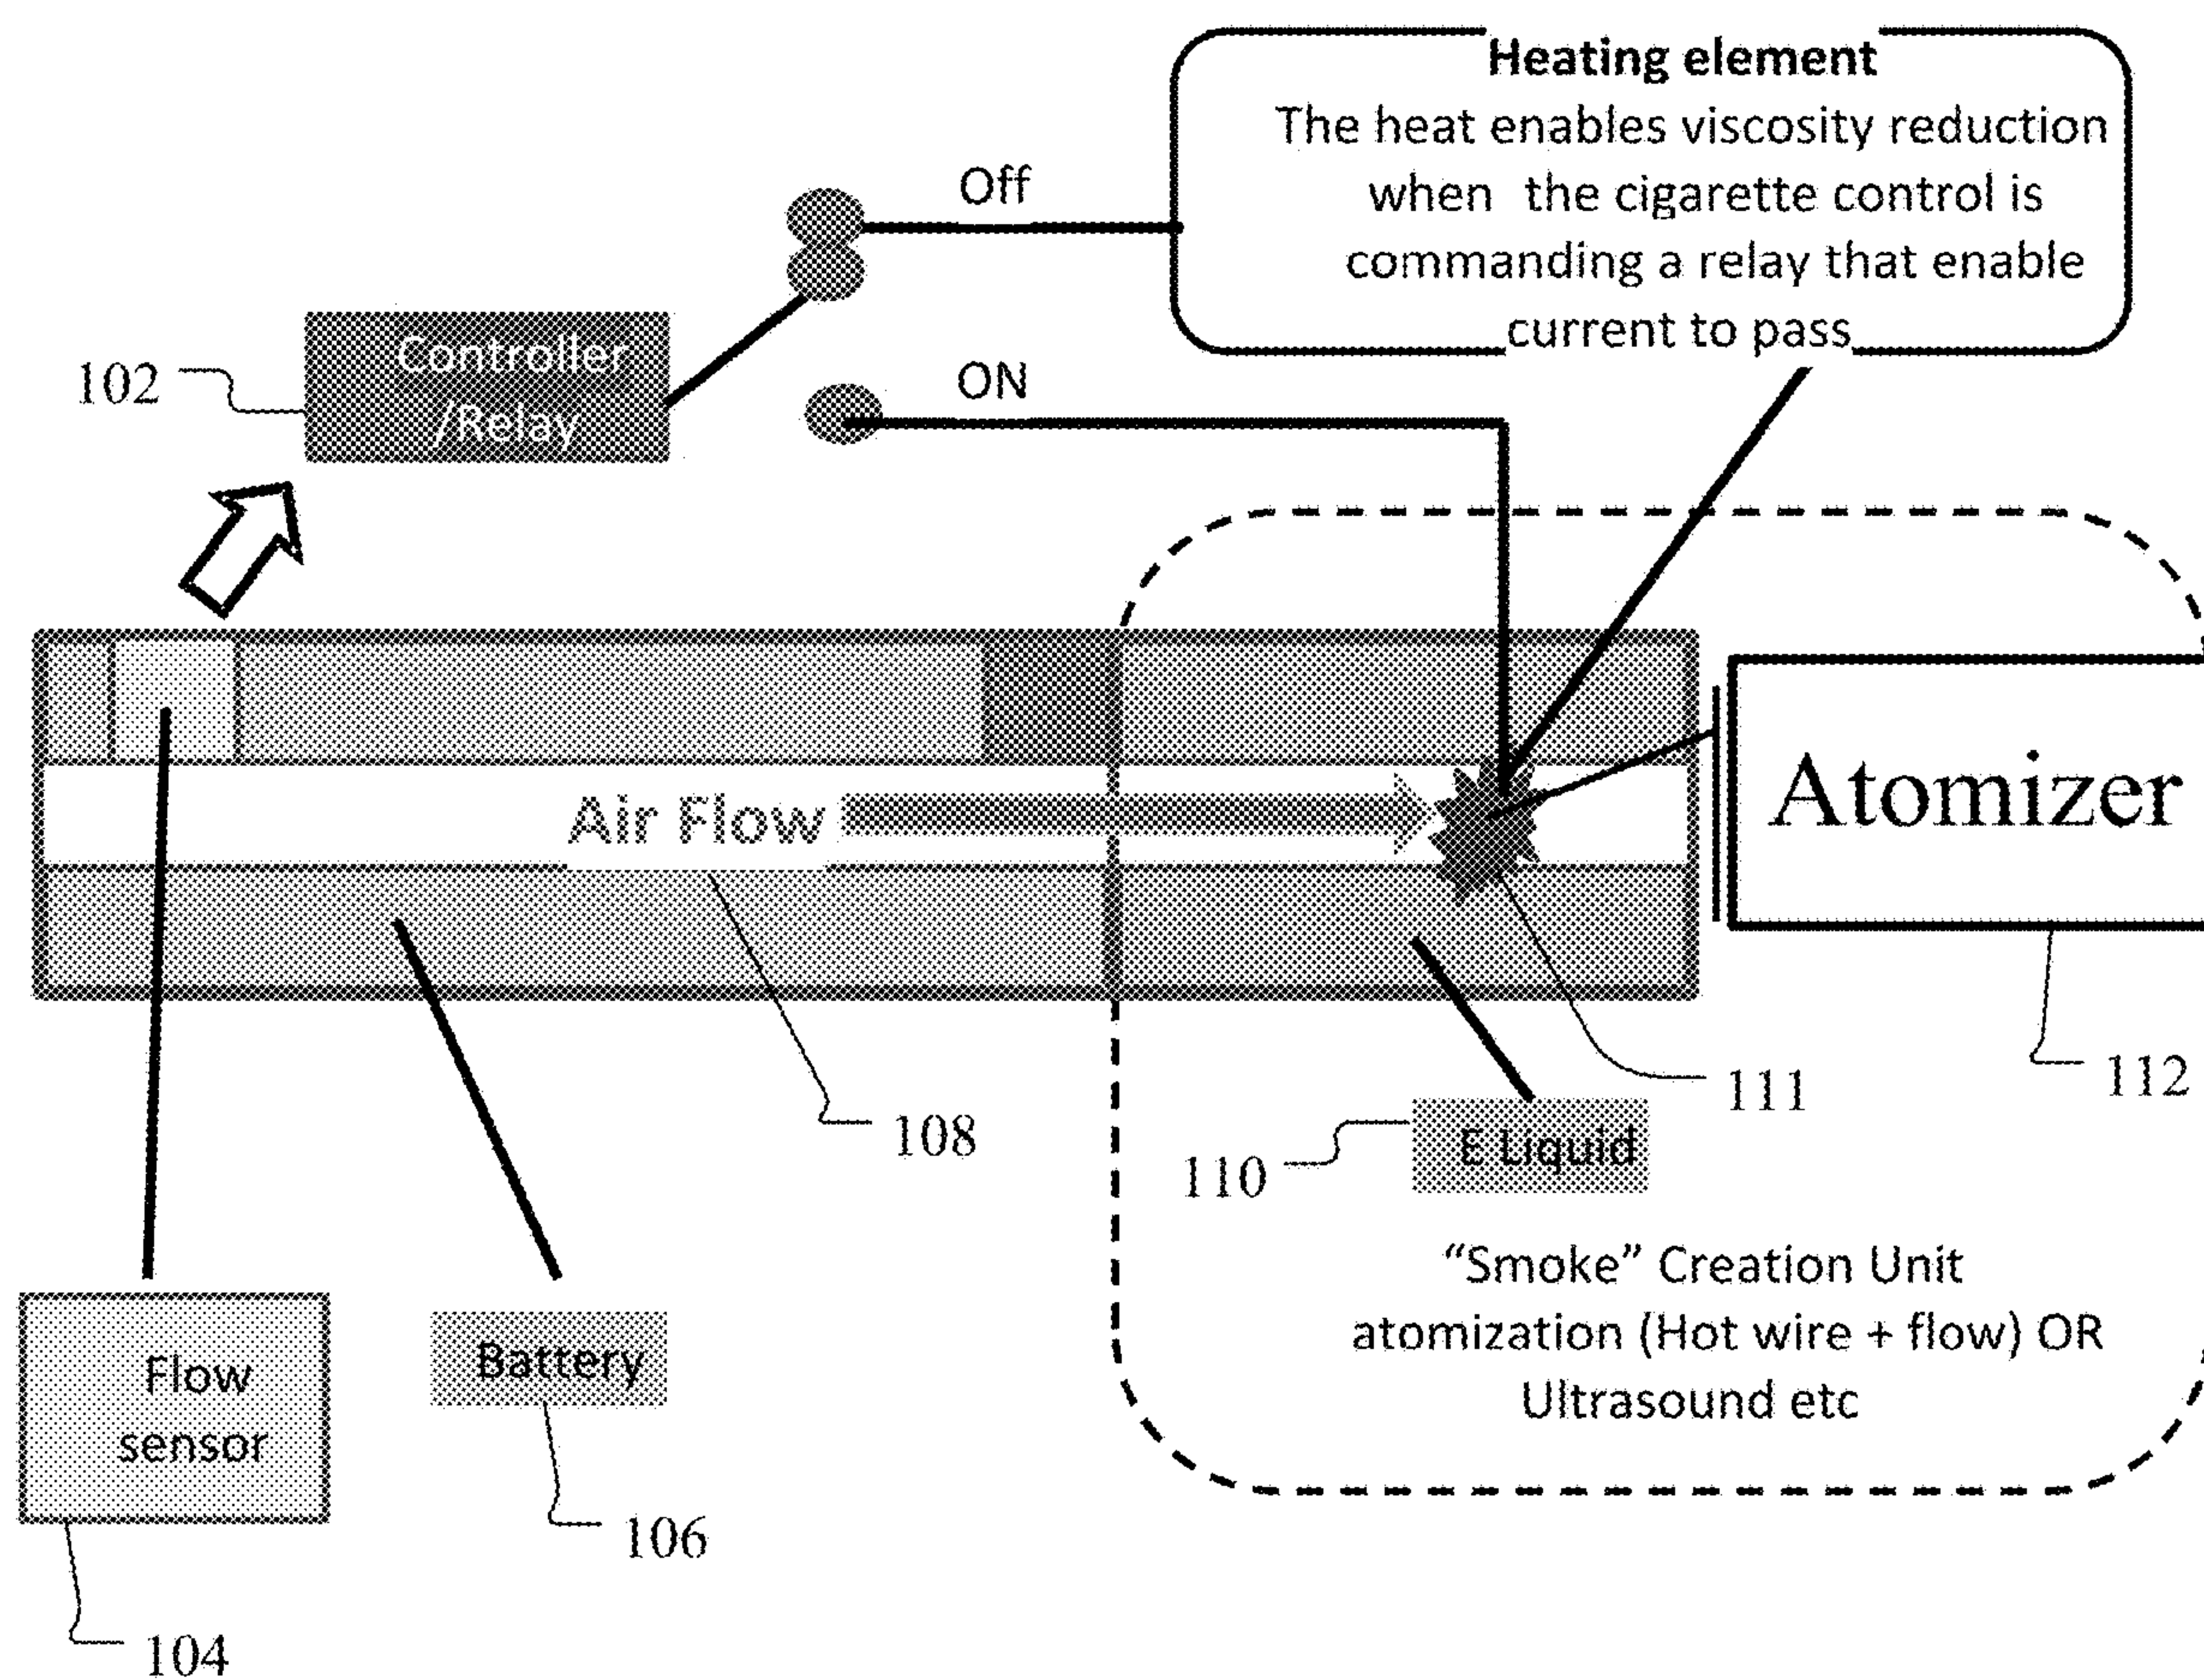 Heating element
The heat enables viscosity reduction
when the cigarette control is
commanding a relay that enable
current to pass
Off
ON
Controller
/Relay
102
Air Flow
Atomizer
108
111
112
110
E Liquid
"Smoke" Creation Unit
atomization (Hot wire + flow) OR
Ultrasound etc
Flow
sensor
Battery
106
104